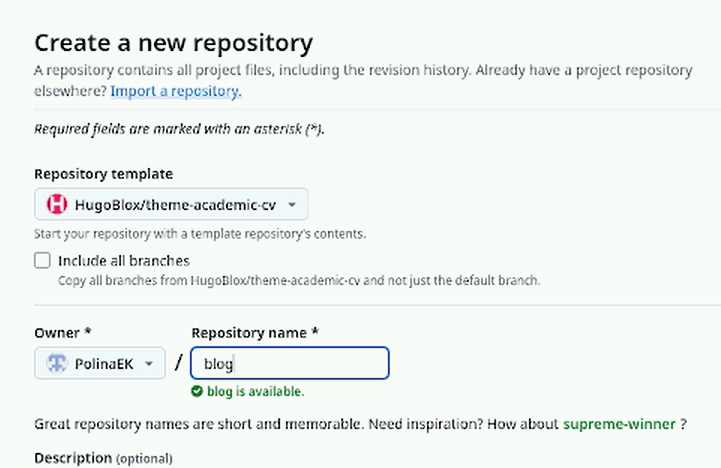 Create a new repository
A repository contains all project files, including the revision history. Already have a project repository
elsewhere? Import a repository.
Required fields are marked with an asterisk (*).
Repository template
HugoBlox/theme-academic-cv
Start your repository with a template repository's contents.
Include all branches
Copy all branches from HugoBlox/theme-academic-cv and not just the default branch.
Owner * Repository name *
PolinaEK / blog
blog is available.
Great repository names are short and memorable. Need inspiration? How about supreme-winner ?
Description (optional)